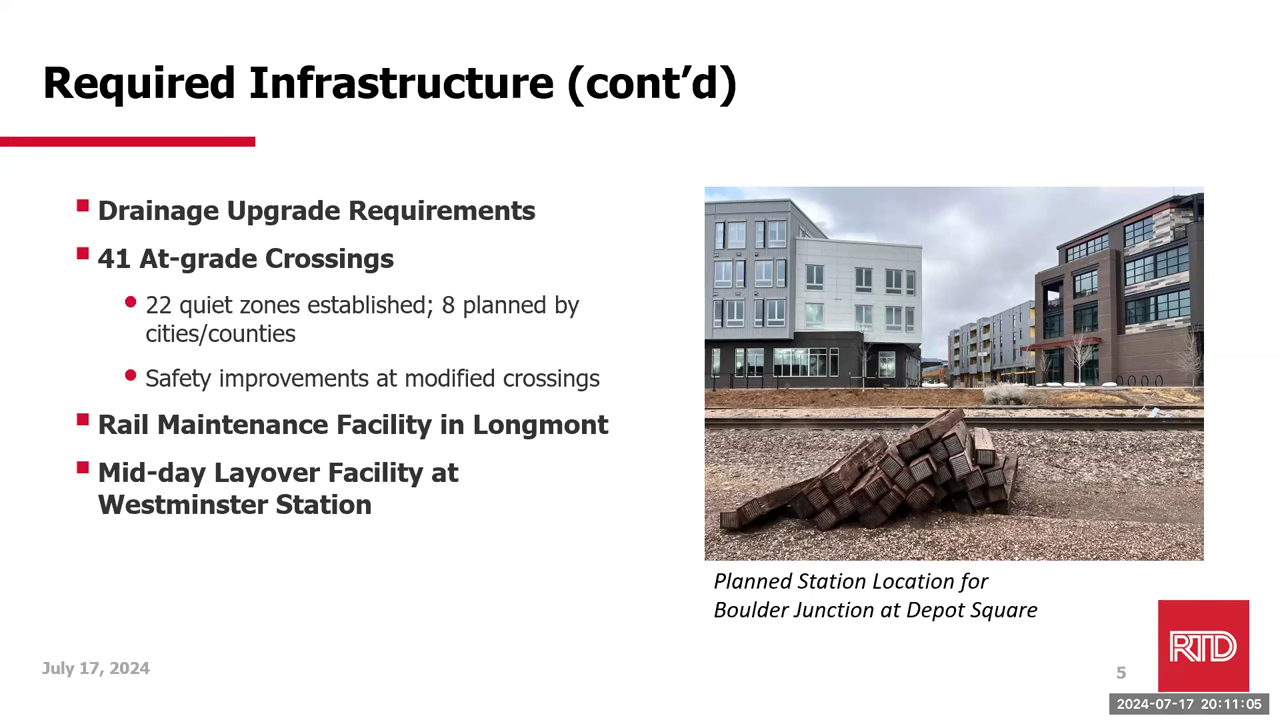 Required Infrastructure (cont’d)
Drainage Upgrade Requirements
41 At-grade Crossings
22 quiet zones established; 8 planned by
cities/counties
Safety improvements at modified crossings
Rail Maintenance Facility in Longmont
Mid-day Layover Facility at
Westminster Station
Planned Station Location for
Boulder Junction at Depot Square
July 17, 2024
5
RTD
2024-07-17 20:11:05